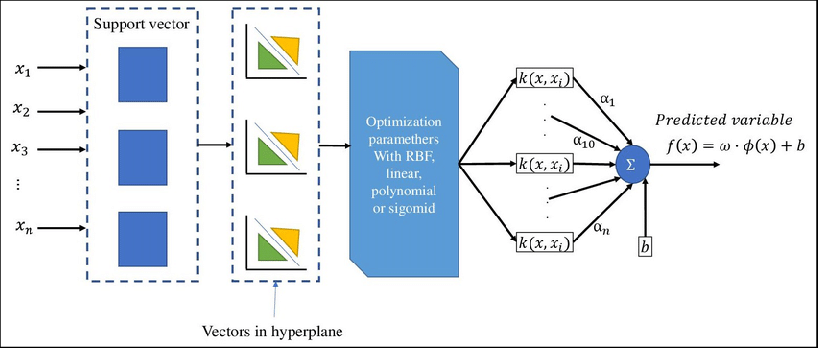 Support vector
x₁
x₂
x₃
⋮
xₙ
Vectors in hyperplane
Optimization
paramethers
With RBF,
linear,
polynomial
or sigomid
k(x, xᵢ)
α₁
α₁₀
k(x, xᵢ)
k(x, xᵢ)
αₙ
Σ
b
Predicted variable
f(x) = ω · ϕ(x) + b